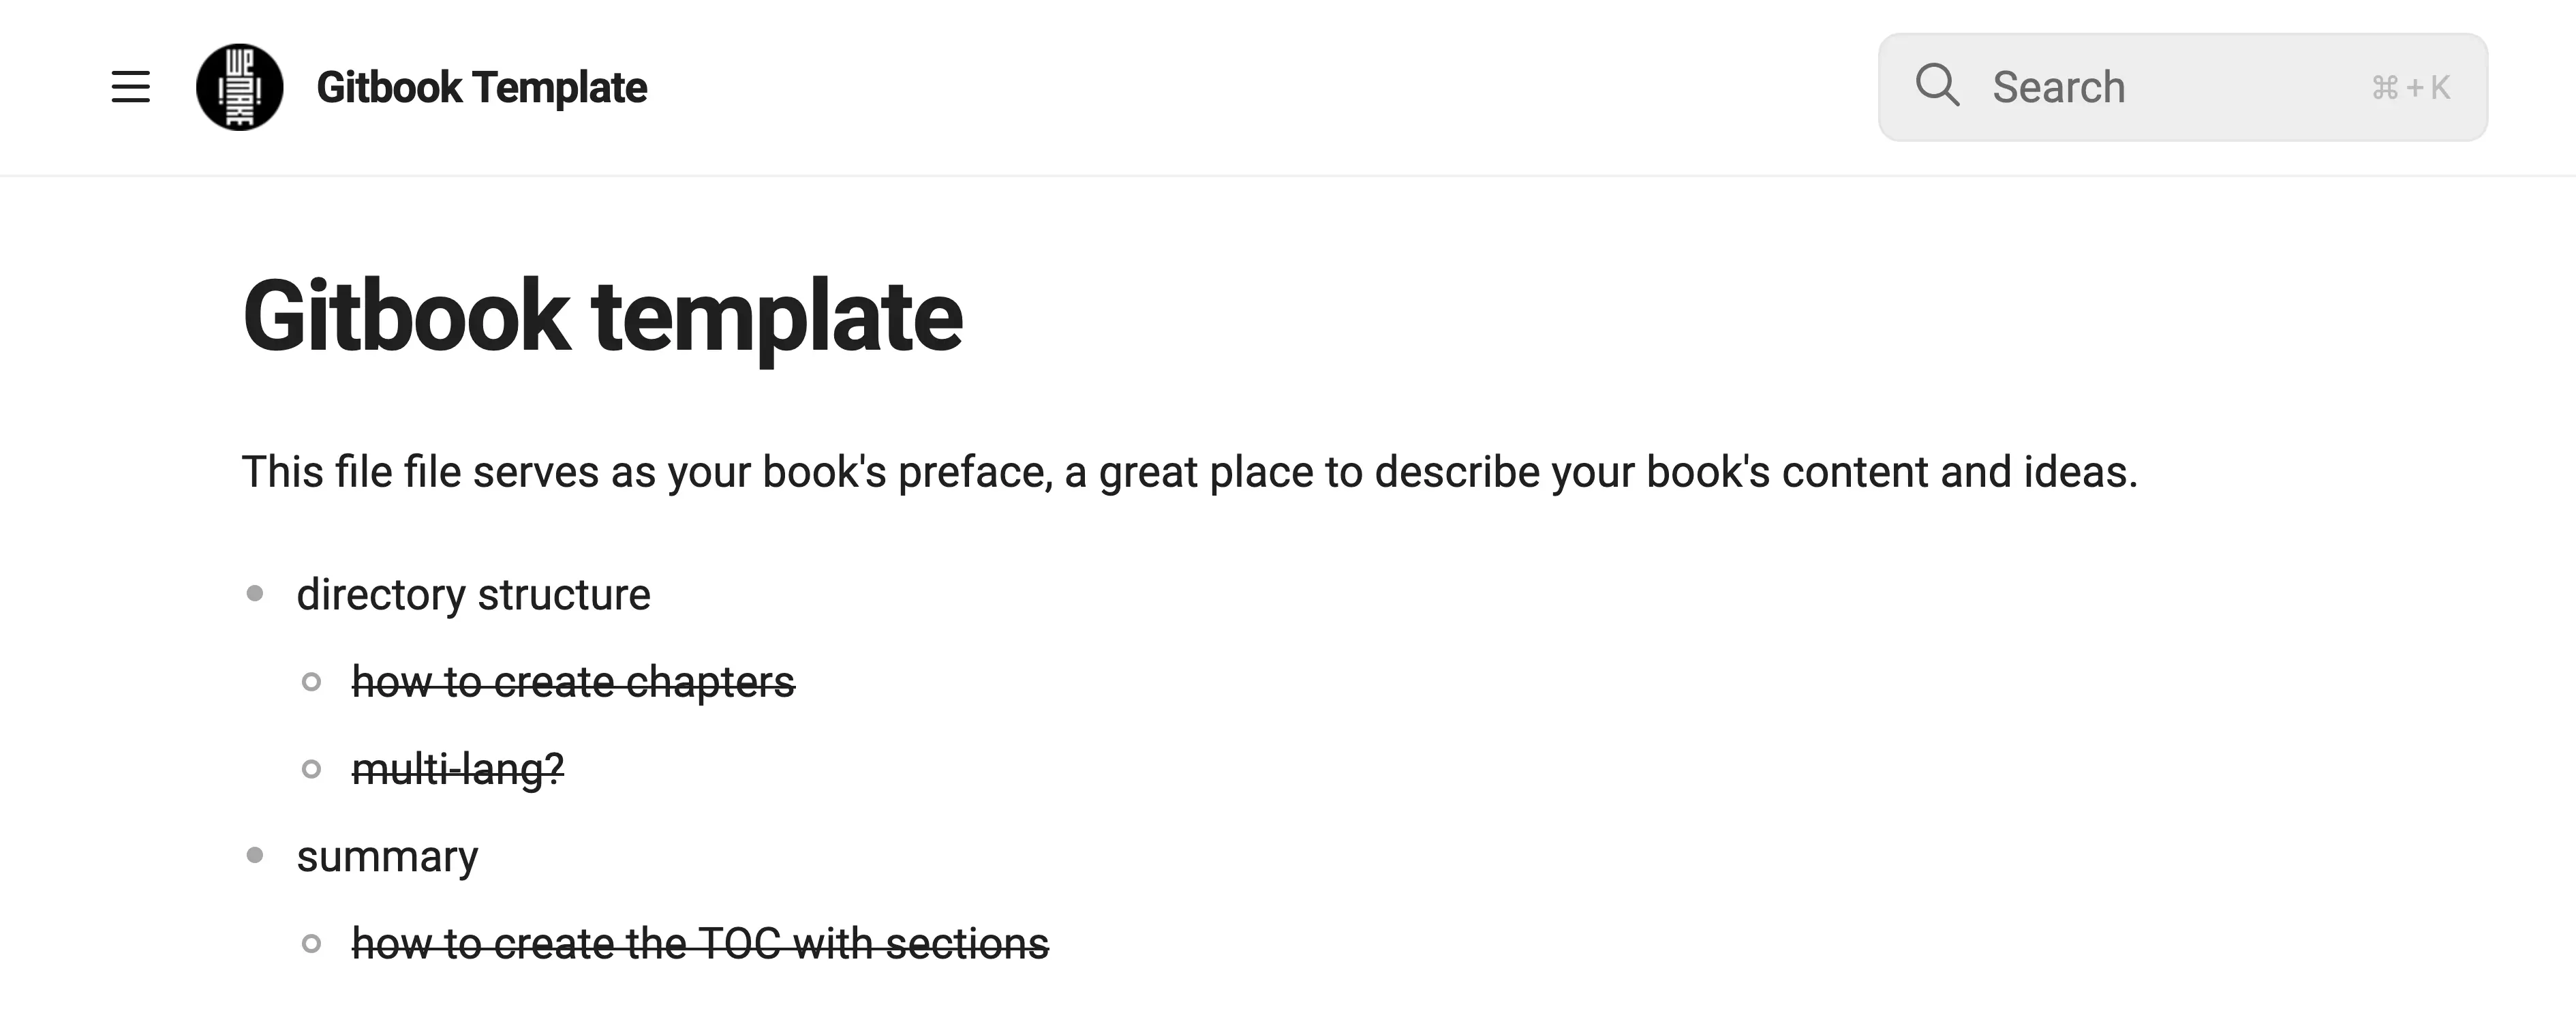 we
!MAKE!
Gitbook Template
Search
⌘ + K
Gitbook template
This file file serves as your book's preface, a great place to describe your book's content and ideas.
directory structure
how to create chapters
multi-lang?
summary
how to create the TOC with sections